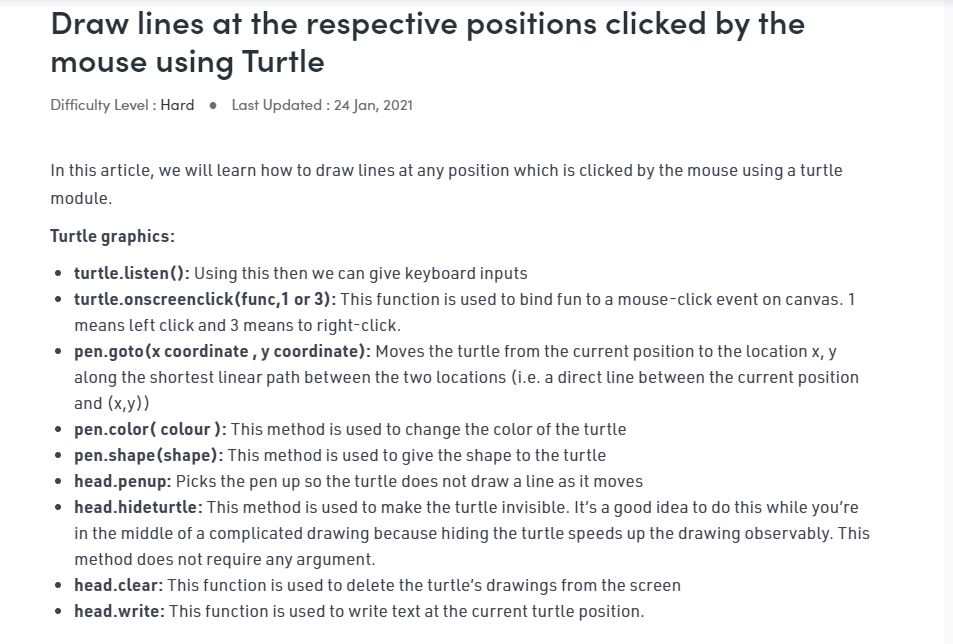 Draw lines at the respective positions clicked by the
mouse using Turtle
Difficulty Level : Hard ● Last Updated : 24 Jan, 2021
In this article, we will learn how to draw lines at any position which is clicked by the mouse using a turtle
module.
Turtle graphics:
• turtle.listen(): Using this then we can give keyboard inputs
• turtle.onscreenclick(func,1 or 3): This function is used to bind fun to a mouse-click event on canvas. 1
means left click and 3 means to right-click.
• pen.goto(x coordinate , y coordinate): Moves the turtle from the current position to the location x, y
along the shortest linear path between the two locations (i.e. a direct line between the current position
and (x,y))
• pen.color( colour ): This method is used to change the color of the turtle
• pen.shape(shape): This method is used to give the shape to the turtle
• head.penup: Picks the pen up so the turtle does not draw a line as it moves
• head.hideturtle: This method is used to make the turtle invisible. It’s a good idea to do this while you’re
in the middle of a complicated drawing because hiding the turtle speeds up the drawing observably. This
method does not require any argument.
• head.clear: This function is used to delete the turtle’s drawings from the screen
• head.write: This function is used to write text at the current turtle position.